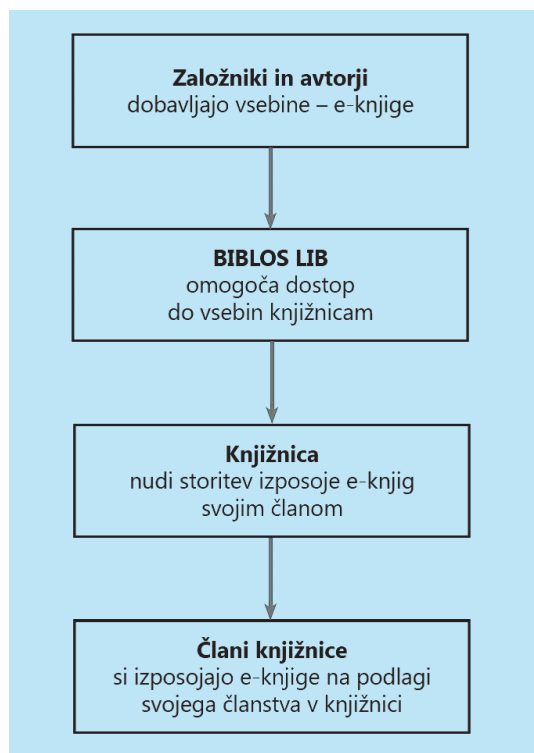 Založniki in avtorji
dobavljajo vsebine – e-knjige
BIBLOS LIB
omogoča dostop
do vsebin knjižnicam
Knjižnica
nudi storitev izposoje e-knjig
svojim članom
Člani knjižnice
si izposojajo e-knjige na podlagi
svojega članstva v knjižnici